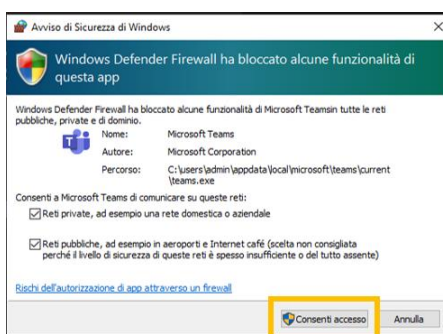 Avviso di Sicurezza di Windows
Windows Defender Firewall ha bloccato alcune funzionalità di
questa app
Windows Defender Firewall ha bloccato alcune funzionalità di Microsoft Teamsin tutte le reti
pubbliche, private e di dominio.
Nome: Microsoft Teams
Autore: Microsoft Corporation
Percorso: C:\users\admin\appdata\local\microsoft\teams\current
\teams.exe
Consenti a Microsoft Teams di comunicare su queste reti:
Reti private, ad esempio una rete domestica o aziendale
Reti pubbliche, ad esempio in aeroporti e Internet café (scelta non consigliata
perché il livello di sicurezza di queste reti è spesso insufficiente o del tutto assente)
Rischi dell'autorizzazione di app attraverso un firewall
Consenti accesso Annulla